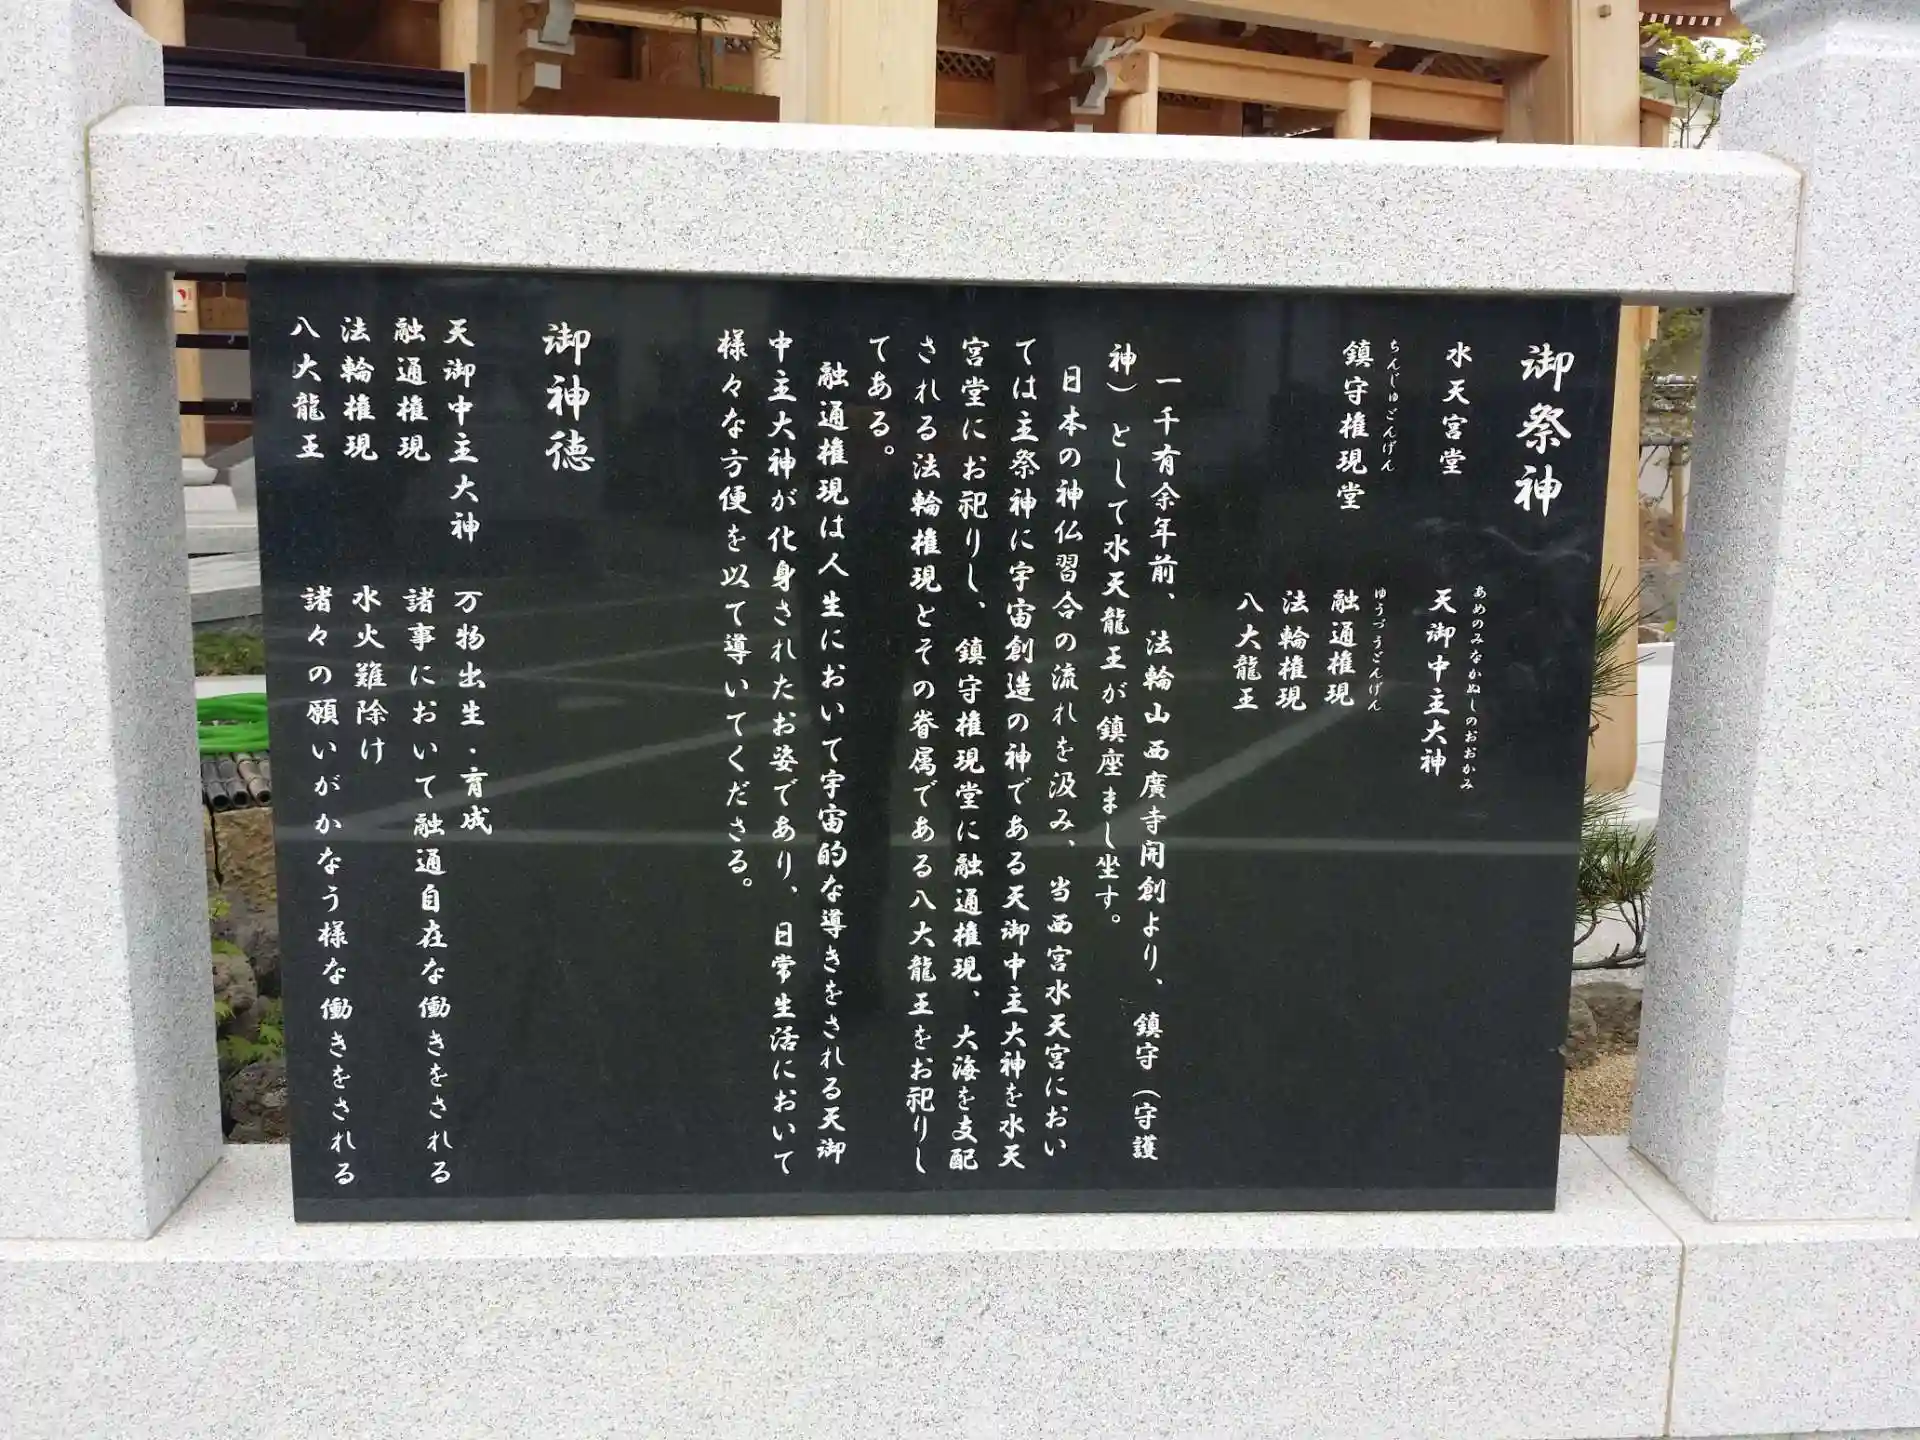 御祭神
水天宮堂 天御中主大神
あめのみなかぬしのおおかみ
鎮守権現堂 融通権現
ちんじゅごんげん ゆうづうごんげん
法輪権現
八大龍王
一千有余年前、法輪山西廣寺開創より、鎮守(守護
神)として水天龍王が鎮座まし坐す。
日本の神仏習合の流れを汲み、当西宮水天宮におい
ては主祭神に宇宙創造の神である天御中主大神を水天
宮堂にお祀りし、鎮守権現堂に融通権現、大海を支配
される法輪権現とその眷属である八大龍王をお祀りし
てある。
融通権現は人生において宇宙的な導きをされる天御
中主大神が化身されたお姿であり、日常生活において
様々な方便を以て導いてくださる。
御神徳
天御中主大神 万物出生・育成
融通権現 諸事において融通自在な働きをされる
法輪権現 水火難除け
八大龍王 諸々の願いがかなう様な働きをされる